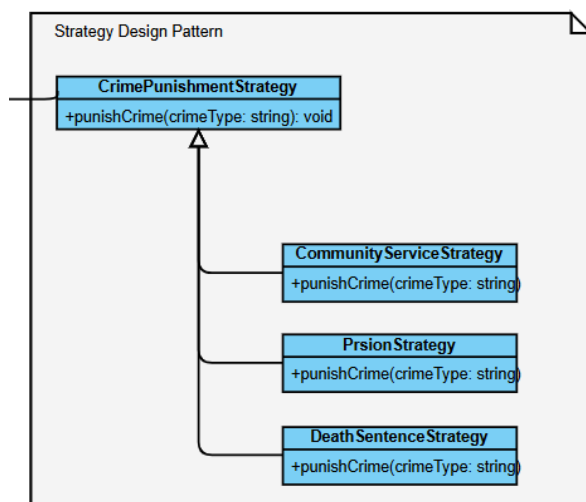 Strategy Design Pattern
CrimePunishmentStrategy
+punishCrime(crimeType: string): void
CommunityServiceStrategy
+punishCrime(crimeType: string)
PrsionStrategy
+punishCrime(crimeType: string)
DeathSentenceStrategy
+punishCrime(crimeType: string)